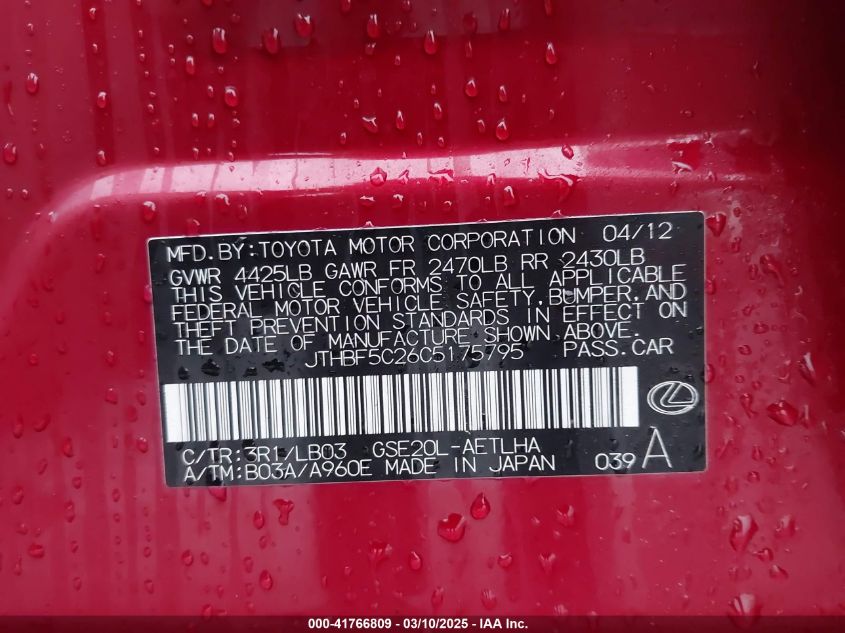 MFD.BY:TOYOTA MOTOR CORPORATION 04/12
GVWR 4425LB GAWR FR 2470LB RR 2430LB
THIS VEHICLE CONFORMS TO ALL APPLICABLE
FEDERAL MOTOR VEHICLE SAFETY,BUMPER,AND
THEFT PREVENTION STANDARDS IN EFFECT ON
THE DATE OF MANUFACTURE SHOWN ABOVE.
JTHBF5C26C5175795 PASS.CAR
C/TR:3R1/LB03 GSE20L-AETLHA
A/TM:B03A/A960E MADE IN JAPAN 039 A
000-41766809 - 03/10/2025 - IAA Inc.